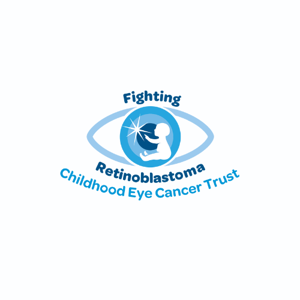 Fighting
Retinoblastoma
Childhood Eye Cancer Trust